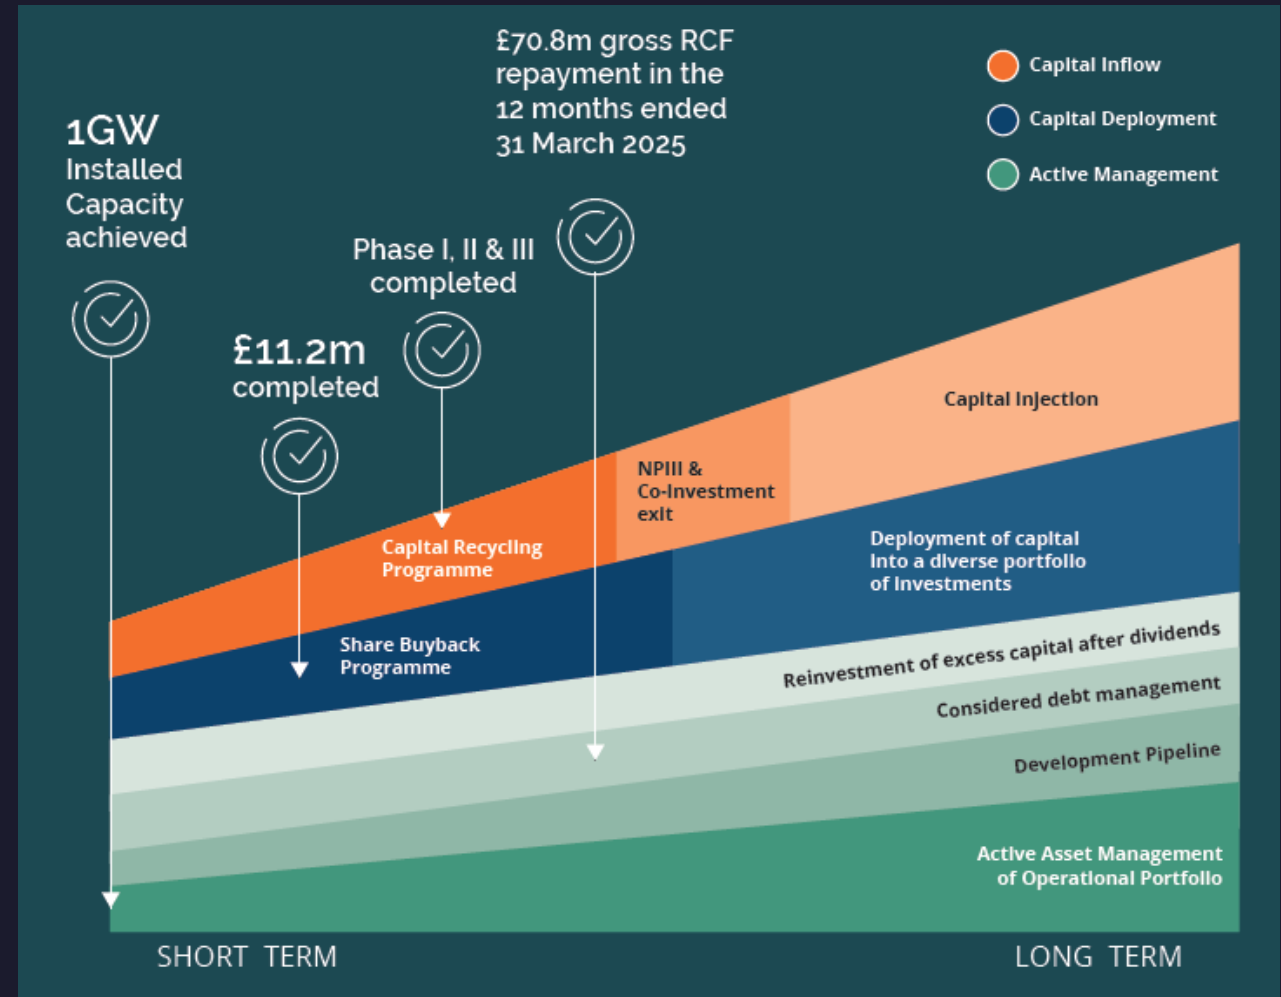 £70.8m gross RCF
repayment in the
12 months ended
31 March 2025
Capital Inflow
Capital Deployment
Active Management
1GW
Installed
Capacity
achieved
Phase I, II & III
completed
£11.2m
completed
Capital Injection
NPIII &
Co-Investment
exit
Capital Recycling
Programme
Deployment of capital
into a diverse portfolio
of investments
Share Buyback
Programme
Reinvestment of excess capital after dividends
Considered debt management
Development Pipeline
Active Asset Management
of Operational Portfolio
SHORT TERM
LONG TERM